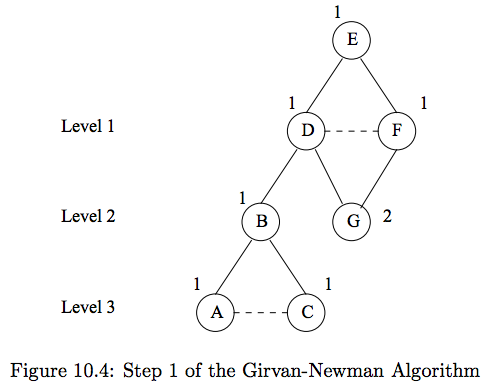 1
E
Level 1
1
D
F
1
Level 2
1
B
G
2
Level 3
1
A
C
1
Figure 10.4: Step 1 of the Girvan-Newman Algorithm